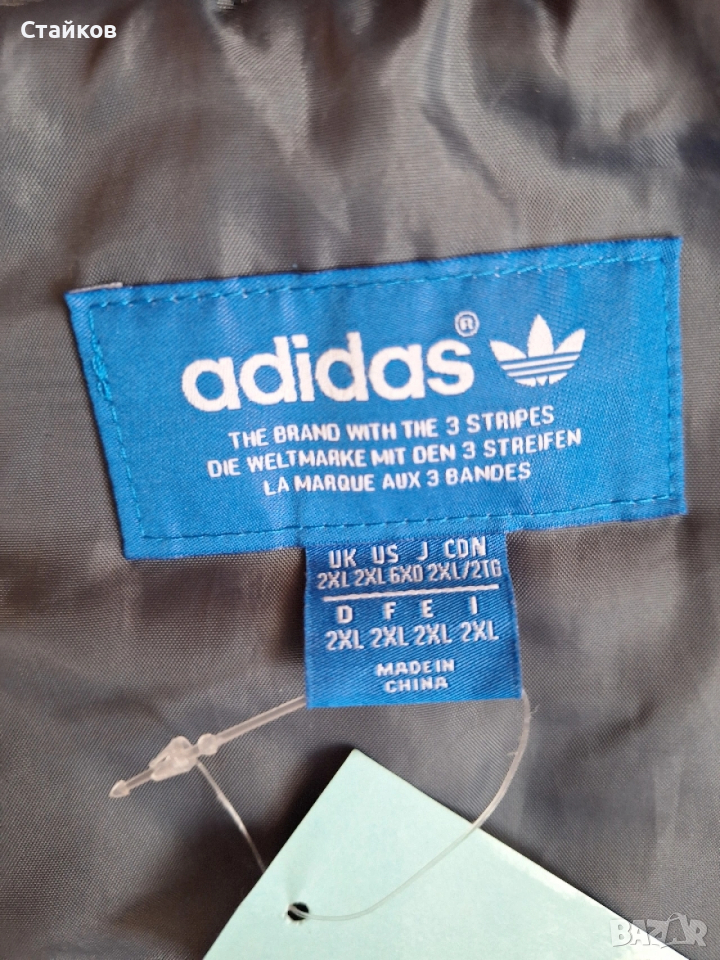 Стайков
adidas®
THE BRAND WITH THE 3 STRIPES
DIE WELTMARKE MIT DEN 3 STREIFEN
LA MARQUE AUX 3 BANDES
UK US J CDN
2XL 2XL 6XO 2XL/2TG
D F E I
2XL 2XL 2XL 2XL
MADE IN
CHINA
BAZAR